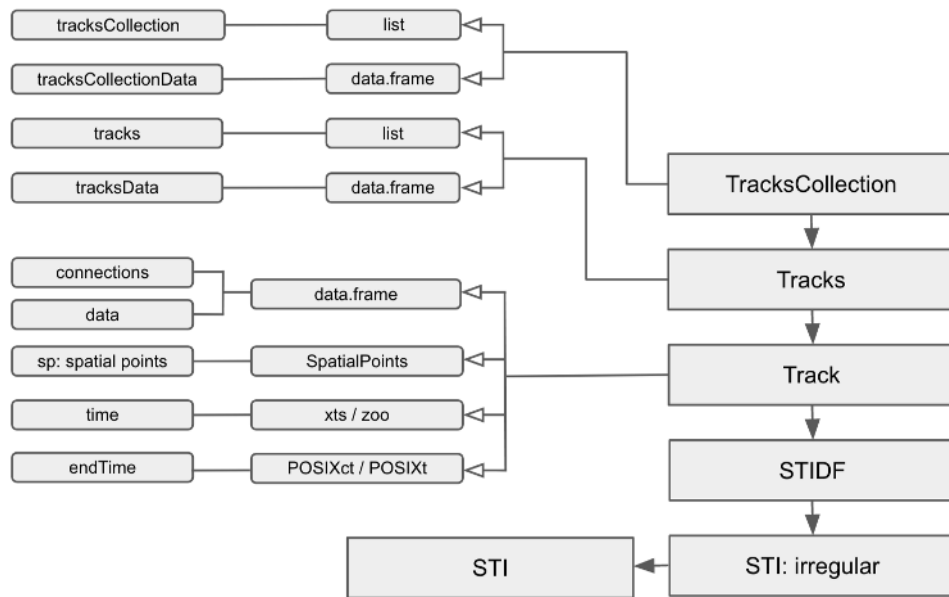 tracksCollection
list
tracksCollectionData
data.frame
tracks
list
tracksData
data.frame
TracksCollection
connections
data
data.frame
Tracks
sp: spatial points
SpatialPoints
Track
time
xts / zoo
endTime
POSIXct / POSIXt
STIDF
STI
STI: irregular